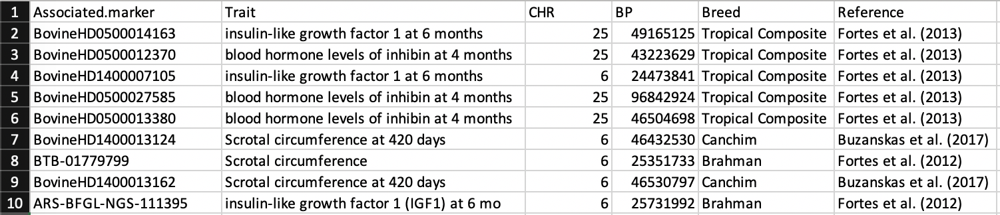 1 Associated.marker Trait CHR BP Breed Reference
2 BovineHD0500014163 insulin-like growth factor 1 at 6 months 25 49165125 Tropical Composite Fortes et al. (2013)
3 BovineHD0500012370 blood hormone levels of inhibin at 4 months 25 43223629 Tropical Composite Fortes et al. (2013)
4 BovineHD1400007105 insulin-like growth factor 1 at 6 months 6 24473841 Tropical Composite Fortes et al. (2013)
5 BovineHD0500027585 blood hormone levels of inhibin at 4 months 25 96842924 Tropical Composite Fortes et al. (2013)
6 BovineHD0500013380 blood hormone levels of inhibin at 4 months 25 46504698 Tropical Composite Fortes et al. (2013)
7 BovineHD1400013124 Scrotal circumference at 420 days 6 46432530 Canchim Buzanskas et al. (2017)
8 BTB-01779799 Scrotal circumference 6 25351733 Brahman Fortes et al. (2012)
9 BovineHD1400013162 Scrotal circumference at 420 days 6 46530797 Canchim Buzanskas et al. (2017)
10 ARS-BFGL-NGS-111395 insulin-like growth factor 1 (IGF1) at 6 mo 6 25731992 Brahman Fortes et al. (2012)